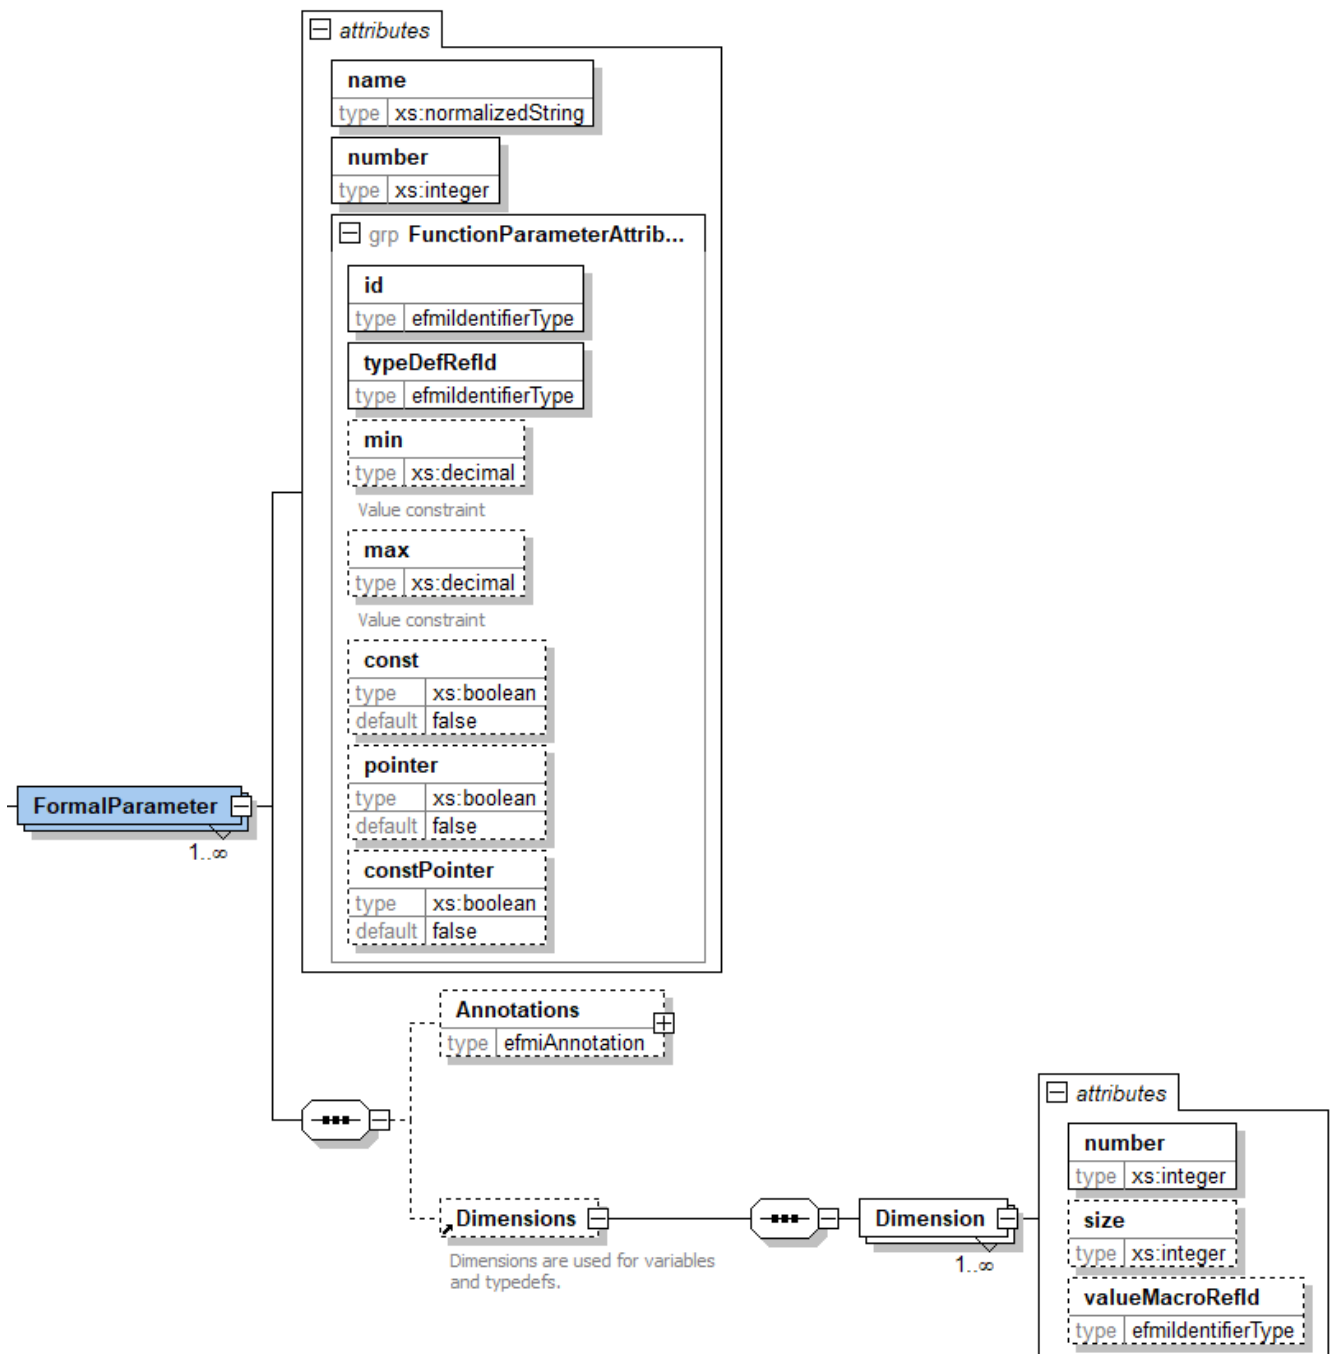 attributes
name
type xs:normalizedString
number
type xs:integer
grp FunctionParameterAttrib...
id
type efmiIdentifierType
typeDefRefId
type efmiIdentifierType
min
type xs:decimal
Value constraint
max
type xs:decimal
Value constraint
const
type xs:boolean
default false
pointer
type xs:boolean
default false
FormalParameter
1..∞
constPointer
type xs:boolean
default false
Annotations
type efmiAnnotation
attributes
number
type xs:integer
Dimensions
Dimension
size
type xs:integer
Dimensions are used for variables
and typedefs.
1..∞
valueMacroRefId
type efmiIdentifierType